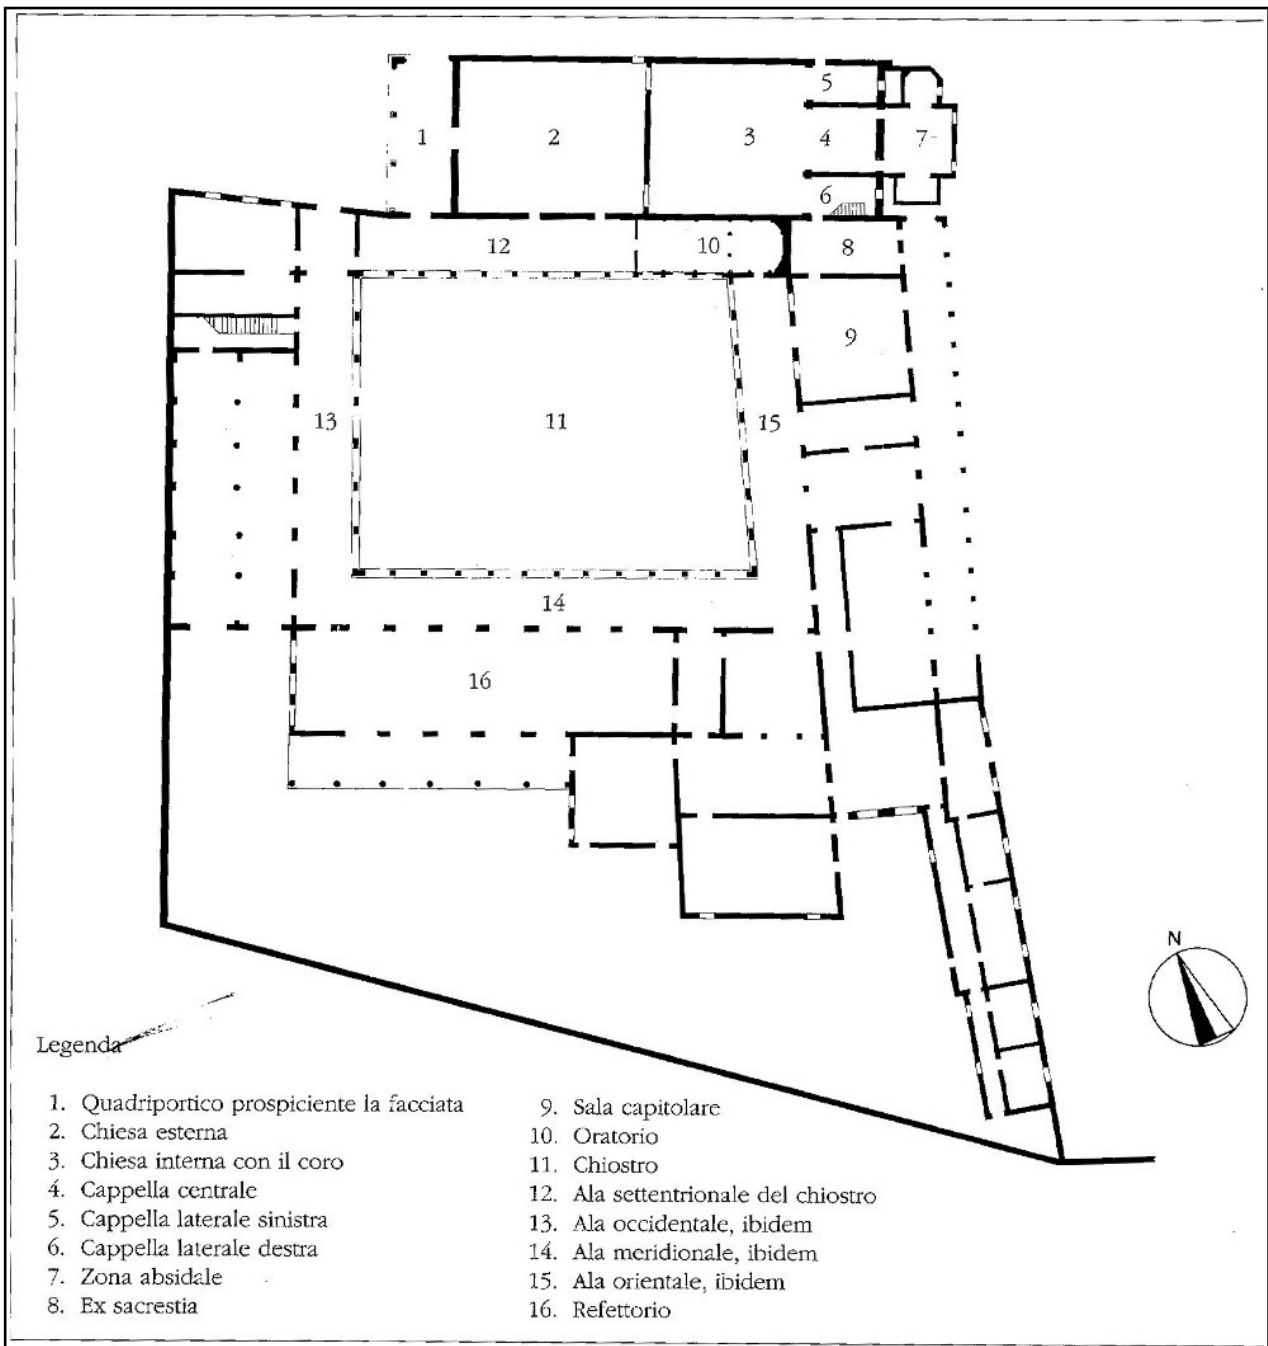 5
1
2
3
4
7
6
12
10
8
9
13
11
15
14
16
N
Legenda
1. Quadriportico prospiciente la facciata
2. Chiesa esterna
3. Chiesa interna con il coro
4. Cappella centrale
5. Cappella laterale sinistra
6. Cappella laterale destra
7. Zona absidale
8. Ex sacrestia
9. Sala capitolare
10. Oratorio
11. Chiostro
12. Ala settentrionale del chiostro
13. Ala occidentale, ibidem
14. Ala meridionale, ibidem
15. Ala orientale, ibidem
16. Refettorio